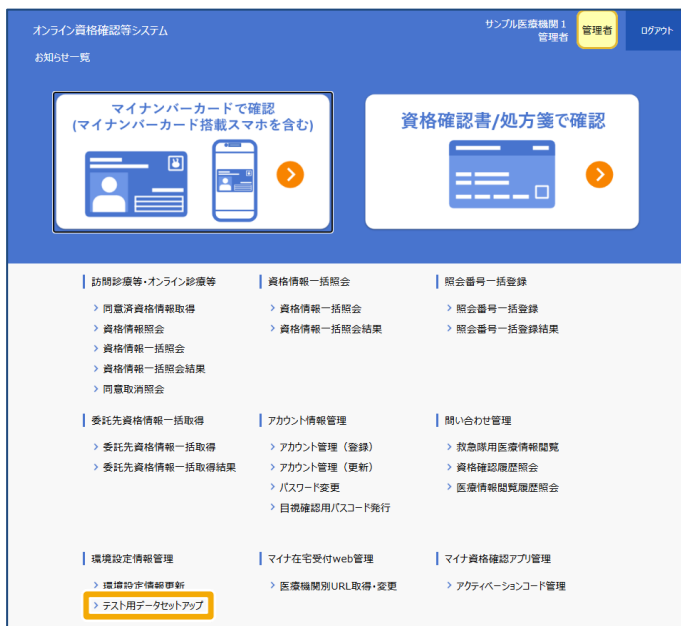 オンライン資格確認等システム
サンプル医療機関1
管理者
管理者
ログアウト
お知らせ一覧
マイナンバーカードで確認
(マイナンバーカード搭載スマホを含む)
資格確認書/処方箋で確認
訪問診療等・オンライン診療等
同意済資格情報取得
資格情報照会
資格情報一括照会
資格情報一括照会結果
同意取消照会
資格情報一括照会
資格情報一括照会
資格情報一括照会結果
照会番号一括登録
照会番号一括登録
照会番号一括登録結果
委託先資格情報一括取得
委託先資格情報一括取得
委託先資格情報一括取得結果
アカウント情報管理
アカウント管理（登録）
アカウント管理（更新）
パスワード変更
目視確認用パスコード発行
問い合わせ管理
救急隊用医療情報閲覧
資格確認履歴照会
医療情報閲覧履歴照会
環境設定情報管理
環境設定情報更新
テスト用データセットアップ
マイナ在宅受付web管理
医療機関別URL取得・変更
マイナ資格確認アプリ管理
アクティベーションコード管理